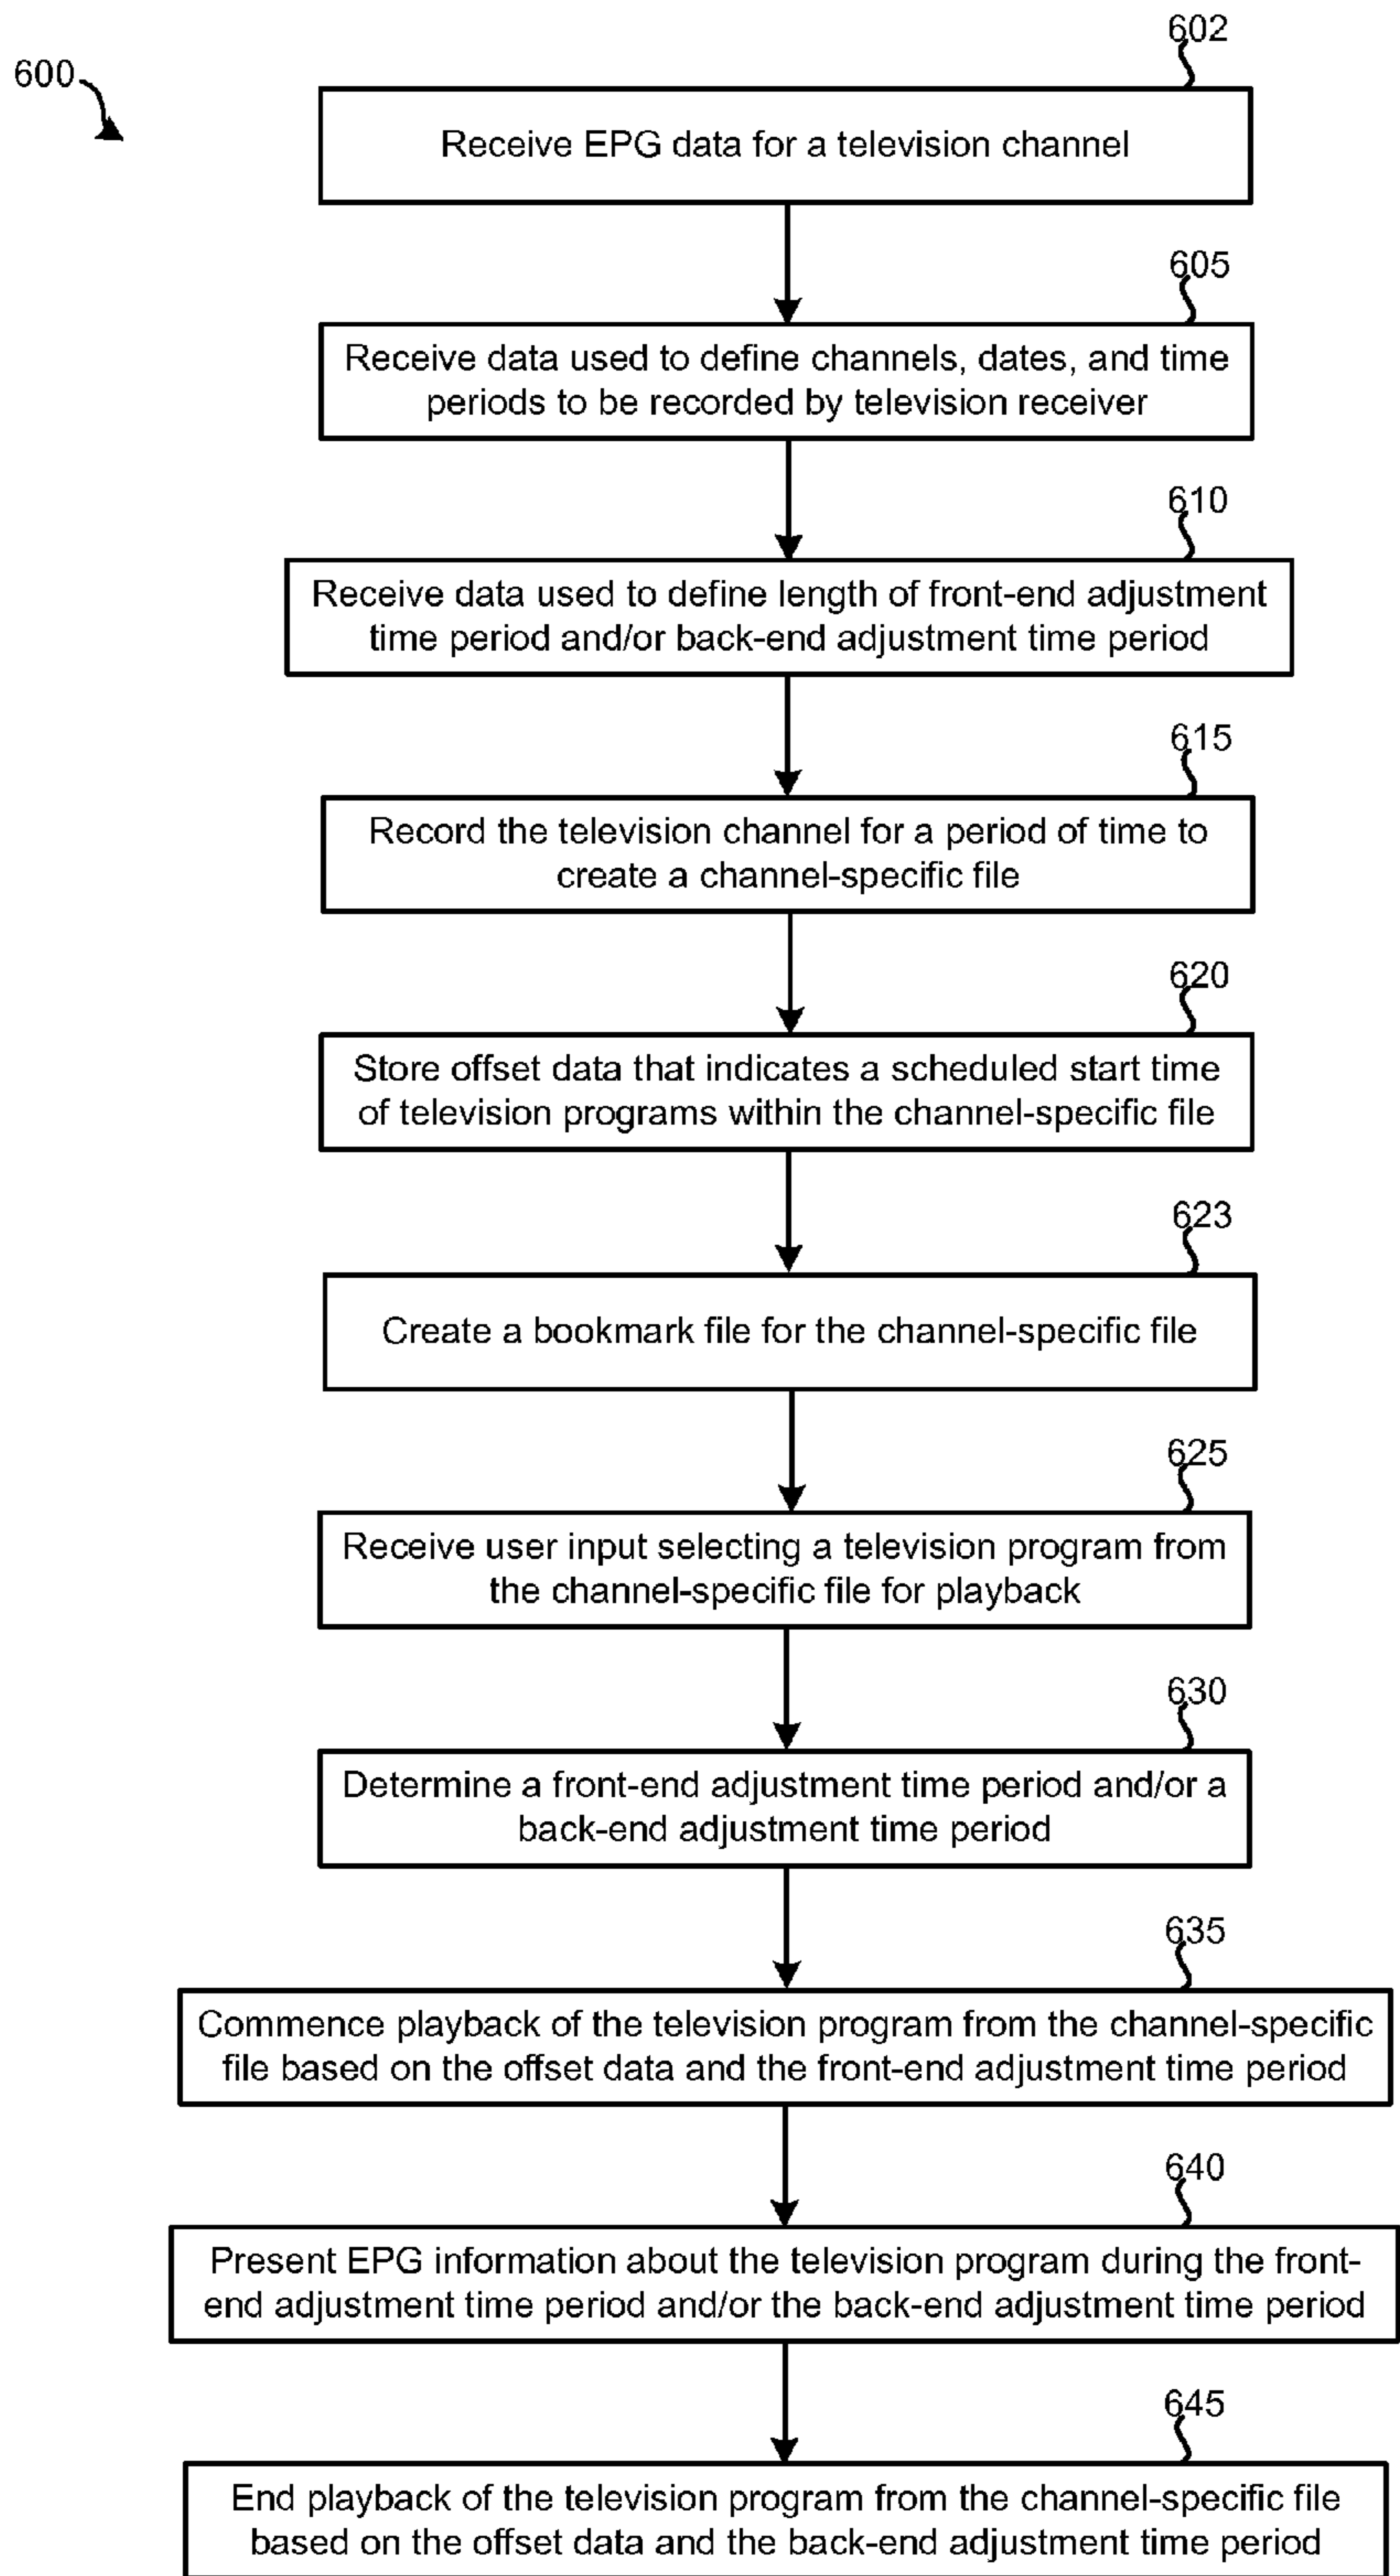 600
602
Receive EPG data for a television channel
605
Receive data used to define channels, dates, and time
periods to be recorded by television receiver
610
Receive data used to define length of front-end adjustment
time period and/or back-end adjustment time period
615
Record the television channel for a period of time to
create a channel-specific file
620
Store offset data that indicates a scheduled start time
of television programs within the channel-specific file
623
Create a bookmark file for the channel-specific file
625
Receive user input selecting a television program from
the channel-specific file for playback
630
Determine a front-end adjustment time period and/or a
back-end adjustment time period
635
Commence playback of the television program from the channel-specific
file based on the offset data and the front-end adjustment time period
640
Present EPG information about the television program during the front-
end adjustment time period and/or the back-end adjustment time period
645
End playback of the television program from the channel-specific file
based on the offset data and the back-end adjustment time period